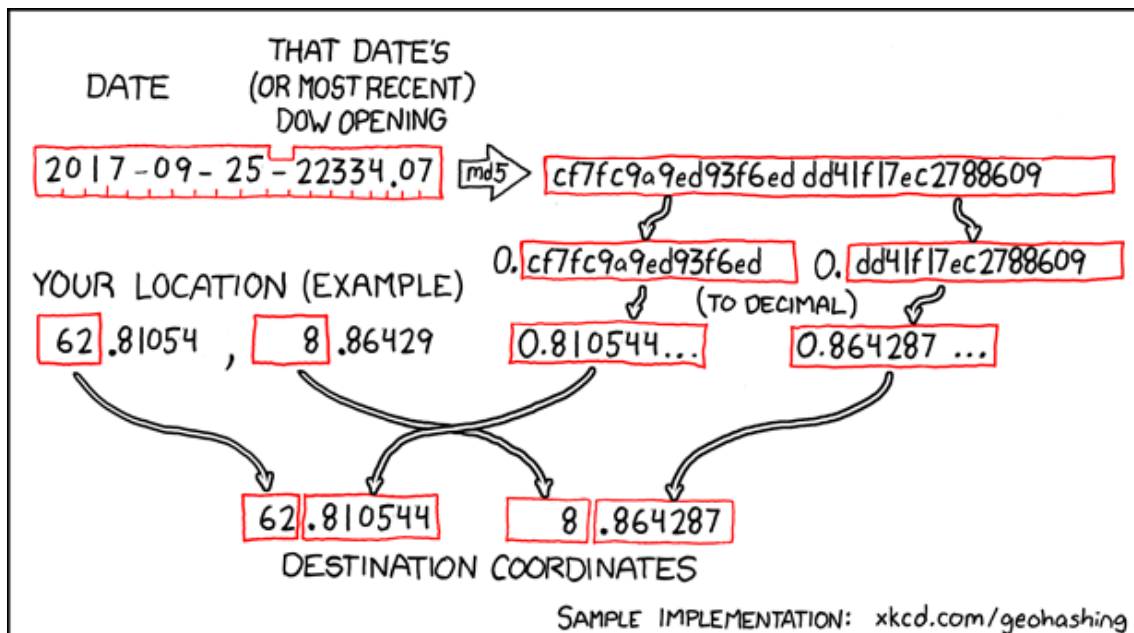 DATE
THAT DATE'S
(OR MOST RECENT)
DOW OPENING
2017-09-25-22334.07
md5
cf7fc9a9ed93f6eddd41f17ec2788609
0.cf7fc9a9ed93f6ed
0.dd41f17ec2788609
YOUR LOCATION (EXAMPLE)
(TO DECIMAL)
62.81054, 8.86429
0.810544...
0.864287...
62.810544
8.864287
DESTINATION COORDINATES
SAMPLE IMPLEMENTATION: xkcd.com/geohashing